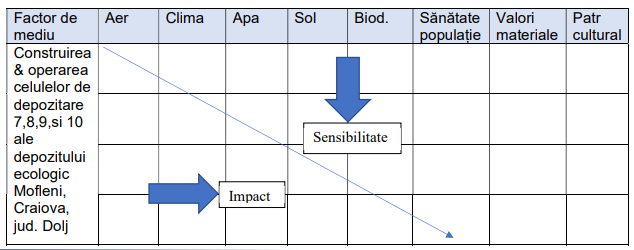 Factor de mediu
Aer
Clima
Apa
Sol
Biod.
Sănătate populație
Valori materiale
Patr cultural
Construirea
& operarea
celulelor de
depozitare
7,8,9,si 10
ale
depozitului
ecologic
Mofleni,
Craiova,
jud. Dolj
Sensibilitate
Impact